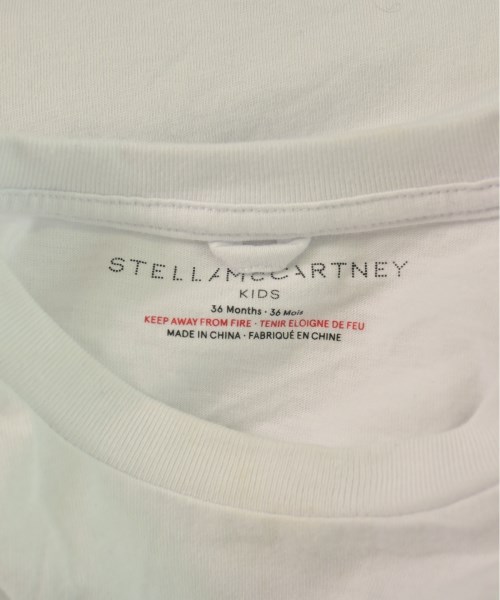 STELLA McCARTNEY
KIDS
36 Months · 36 Mois
KEEP AWAY FROM FIRE · TENIR ELOIGNE DE FEU
MADE IN CHINA · FABRIQUÉ EN CHINE